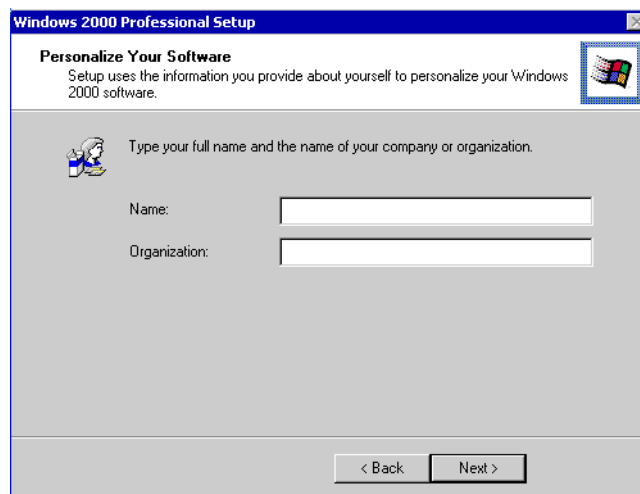 Windows 2000 Professional Setup
Personalize Your Software
Setup uses the information you provide about yourself to personalize your Windows
2000 software.
Type your full name and the name of your company or organization.
Name:
Organization:
< Back
Next >